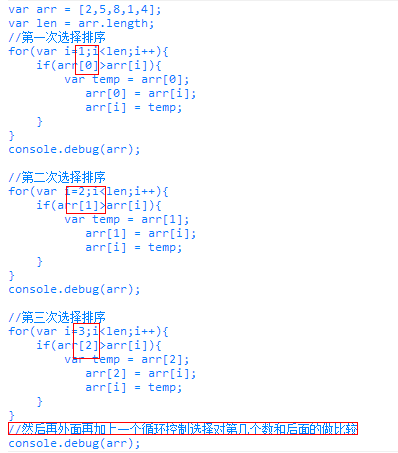 var arr = [2,5,8,1,4];
var len = arr.length;
//第一次选择排序
for(var i=1;i<len;i++){
    if(arr[0]>arr[i]){
        var temp = arr[0];
           arr[0] = arr[i];
           arr[i] = temp;
    }
}
console.debug(arr);

//第二次选择排序
for(var i=2;i<len;i++){
    if(arr[1]>arr[i]){
        var temp = arr[1];
           arr[1] = arr[i];
           arr[i] = temp;
    }
}
console.debug(arr);

//第三次选择排序
for(var i=3;i<len;i++){
    if(arr[2]>arr[i]){
        var temp = arr[2];
           arr[2] = arr[i];
           arr[i] = temp;
    }
}
//然后再外面再加上一个循环控制选择对第几个数和后面的做比较
console.debug(arr);